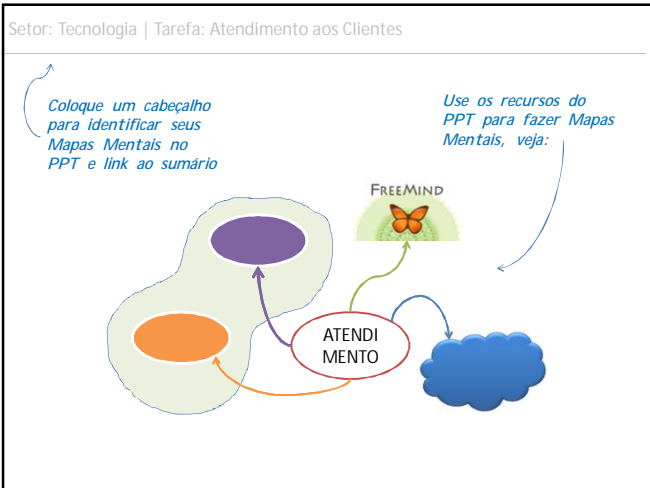 Setor: Tecnologia | Tarefa: Atendimento aos Clientes
Coloque um cabeçalho
para identificar seus
Mapas Mentais no
PPT e link ao sumário
Use os recursos do
PPT para fazer Mapas
Mentais, veja:
FREEMIND
ATENDI
MENTO